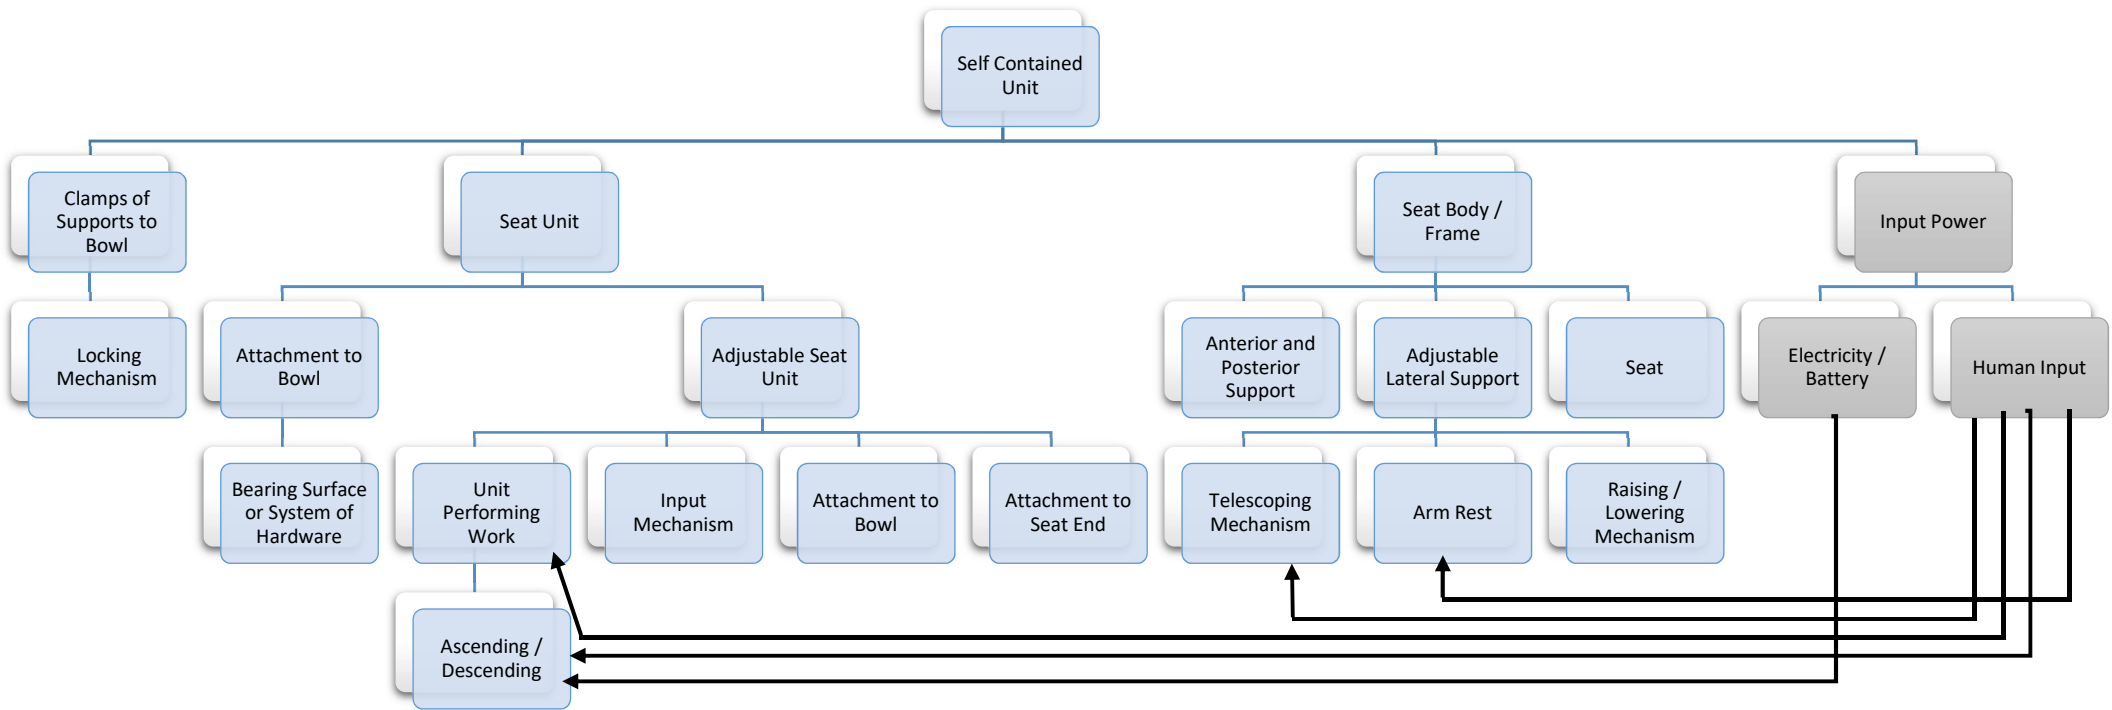 Self Contained
Unit
Clamps of
Supports to
Bowl
Seat Unit
Seat Body /
Frame
Input Power
Locking
Mechanism
Attachment to
Bowl
Adjustable Seat
Unit
Anterior and
Posterior
Support
Adjustable
Lateral Support
Seat
Electricity /
Battery
Human Input
Bearing Surface
or System of
Hardware
Unit
Performing
Work
Input
Mechanism
Attachment to
Bowl
Attachment to
Seat End
Telescoping
Mechanism
Arm Rest
Raising /
Lowering
Mechanism
Ascending /
Descending